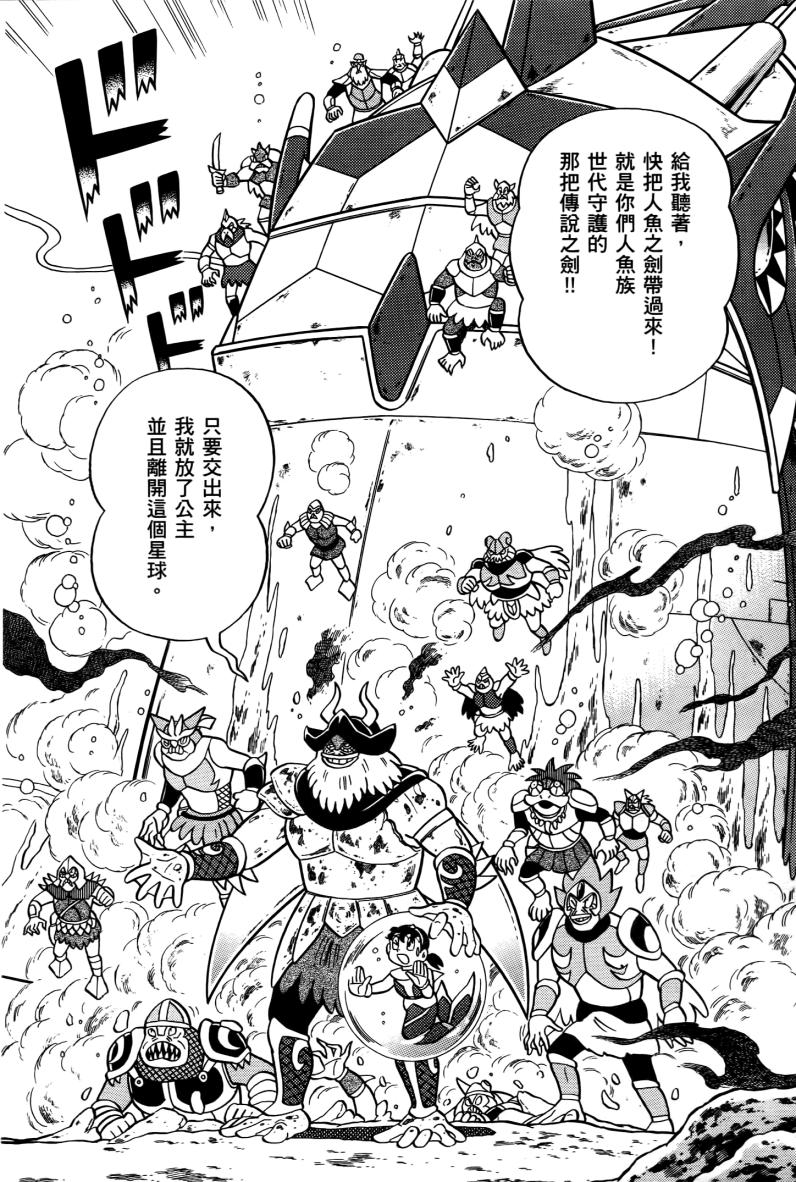 給我聽著，
快把人魚之劍帶過來！
就是你們人魚族
世代守護的
那把傳說之劍!!
ドドド
只要交出來，
我就放了公主
並且離開這個星球。